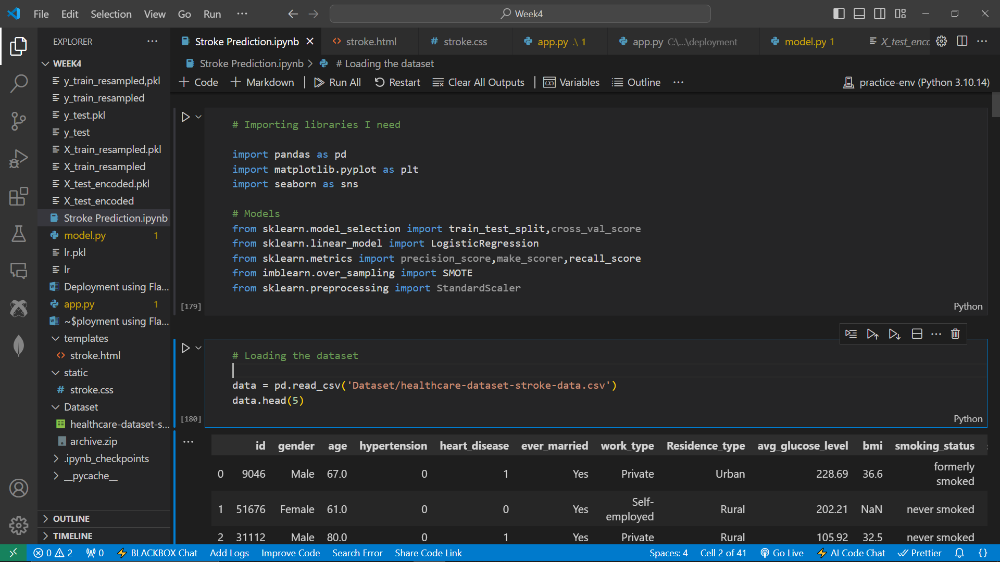 File Edit Selection View Go Run ··· Week4
EXPLORER ···
WEEK4
y_train_resampled,pkl
y_train_resampled
y_test.pkl
y_test
X_train_resampled.pkl
X_train_resampled
X_test_encoded.pkl
X_test_encoded
Stroke Prediction.ipynb
model.py 1
lr.pkl
lr
Deployment using Fla...
app.py 1
~$ployment using Fla...
templates
stroke.html
static
stroke.css
Dataset
healthcare-dataset-s...
archive.zip
.ipynb_checkpoints
__pycache__
OUTLINE
TIMELINE
Stroke Prediction.ipynb stroke.html stroke.css app.py .\ 1 app.py C:\...\deployment model.py 1 X_test_enco
Stroke Prediction.ipynb > # Loading the dataset
+ Code + Markdown | Run All Restart Clear All Outputs | Variables Outline ··· practice-env (Python 3.10.14)
# Importing libraries I need
import pandas as pd
import matplotlib.pyplot as plt
import seaborn as sns
# Models
from sklearn.model_selection import train_test_split,cross_val_score
from sklearn.linear_model import LogisticRegression
from sklearn.metrics import precision_score,make_scorer,recall_score
from imblearn.over_sampling import SMOTE
from sklearn.preprocessing import StandardScaler
[179] Python
# Loading the dataset
data = pd.read_csv('Dataset/healthcare-dataset-stroke-data.csv')
data.head(5)
[180] Python
id gender age hypertension heart_disease ever_married work_type Residence_type avg_glucose_level bmi smoking_status
0 9046 Male 67.0 0 1 Yes Private Urban 228.69 36.6 formerly smoked
1 51676 Female 61.0 0 0 Yes Self-employed Rural 202.21 NaN never smoked
2 31112 Male 80.0 0 1 Yes Private Rural 105.92 32.5 never smoked
0 2 0 BLACKBOX Chat Add Logs Improve Code Search Error Share Code Link Spaces: 4 Cell 2 of 41 Go Live AI Code Chat Prettier {}